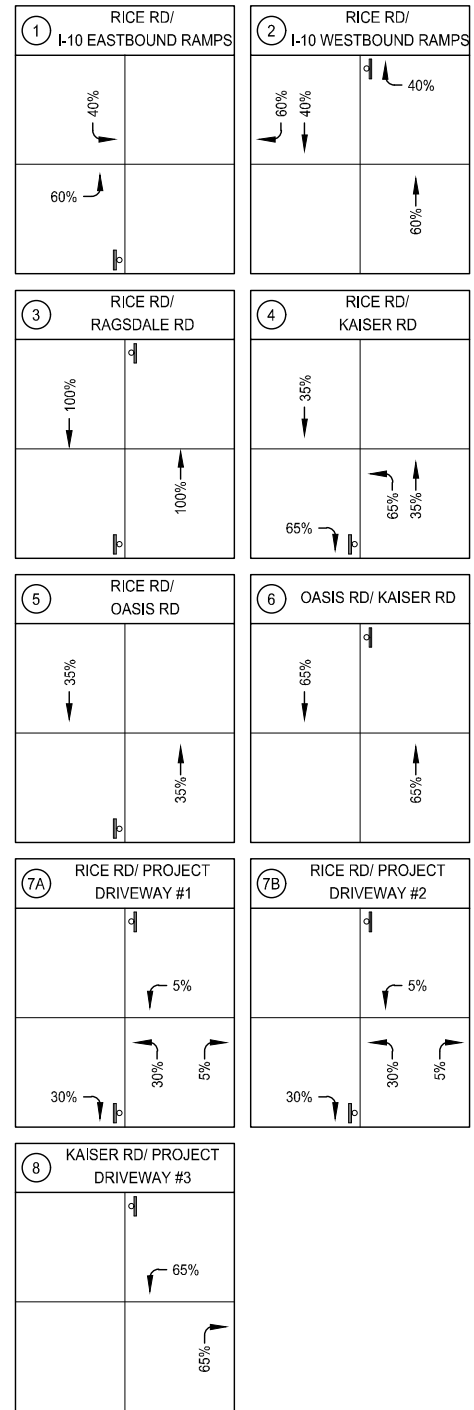 1
RICE RD/
I-10 EASTBOUND RAMPS
40%
60%
2
RICE RD/
I-10 WESTBOUND RAMPS
60%
40%
40%
60%
3
RICE RD/
RAGSDALE RD
100%
100%
4
RICE RD/
KAISER RD
35%
65%
65%
35%
5
RICE RD/
OASIS RD
35%
35%
6
OASIS RD/ KAISER RD
65%
65%
7A
RICE RD/ PROJECT
DRIVEWAY #1
5%
30%
30%
5%
7B
RICE RD/ PROJECT
DRIVEWAY #2
5%
30%
30%
5%
8
KAISER RD/ PROJECT
DRIVEWAY #3
65%
65%